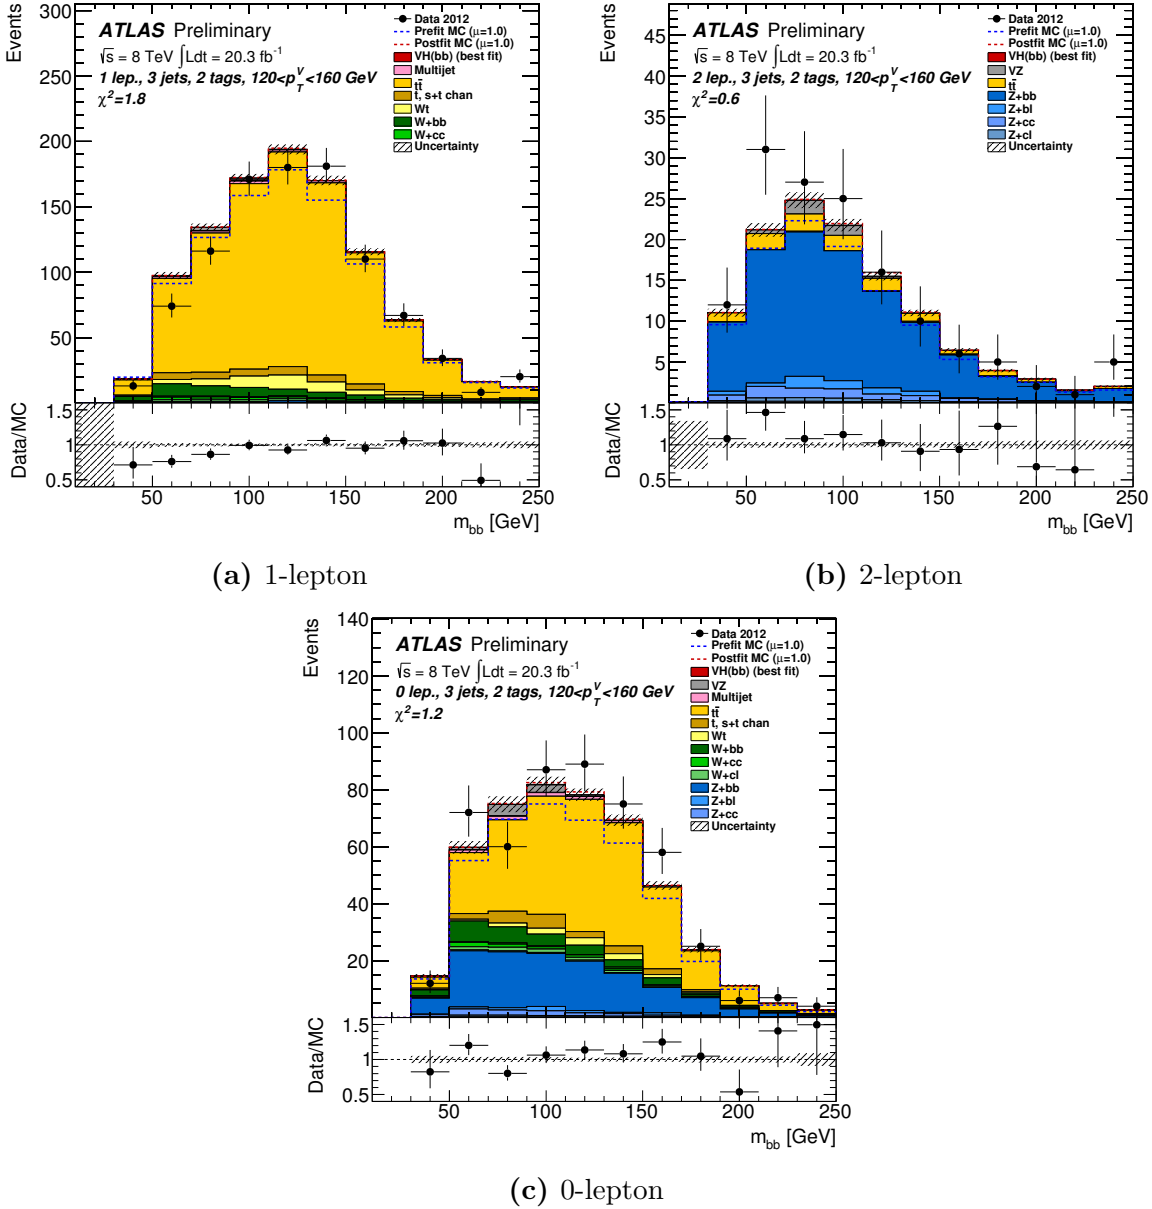 Events
300
250
200
150
100
50
ATLAS Preliminary
√s = 8 TeV ∫Ldt = 20.3 fb⁻¹
1 lep., 3 jets, 2 tags, 120<p_T^V<160 GeV
χ²=1.8
Data 2012
Prefit MC (μ=1.0)
Postfit MC (μ=1.0)
VH(bb) (best fit)
Multijet
tt̄
t, s+t chan
Wt
W+bb
W+cc
Uncertainty
Data/MC
1.5
1
0.5
50 100 150 200 250
m_bb [GeV]
(a) 1-lepton
Events
45
40
35
30
25
20
15
10
5
ATLAS Preliminary
√s = 8 TeV ∫Ldt = 20.3 fb⁻¹
2 lep., 3 jets, 2 tags, 120<p_T^V<160 GeV
χ²=0.6
Data 2012
Prefit MC (μ=1.0)
Postfit MC (μ=1.0)
VH(bb) (best fit)
VZ
tt̄
Z+bb
Z+bl
Z+cc
Z+cl
Uncertainty
Data/MC
1.5
1
0.5
50 100 150 200 250
m_bb [GeV]
(b) 2-lepton
Events
140
120
100
80
60
40
20
ATLAS Preliminary
√s = 8 TeV ∫Ldt = 20.3 fb⁻¹
0 lep., 3 jets, 2 tags, 120<p_T^V<160 GeV
χ²=1.2
Data 2012
Prefit MC (μ=1.0)
Postfit MC (μ=1.0)
VH(bb) (best fit)
VZ
Multijet
tt̄
t, s+t chan
Wt
W+bb
W+cc
W+cl
Z+bb
Z+bl
Z+cc
Uncertainty
Data/MC
1.5
1
0.5
50 100 150 200 250
m_bb [GeV]
(c) 0-lepton